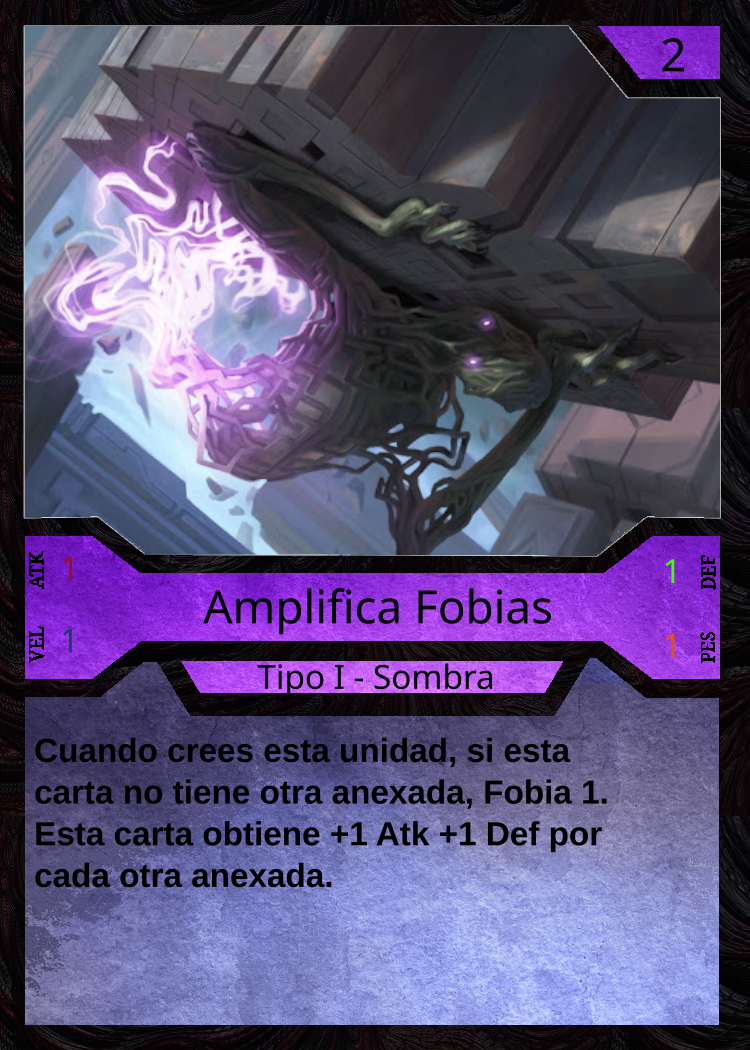 2
ATK 1
1 DEF
Amplifica Fobias
VEL 1
1 PES
Tipo I - Sombra
Cuando crees esta unidad, si esta
carta no tiene otra anexada, Fobia 1.
Esta carta obtiene +1 Atk +1 Def por
cada otra anexada.